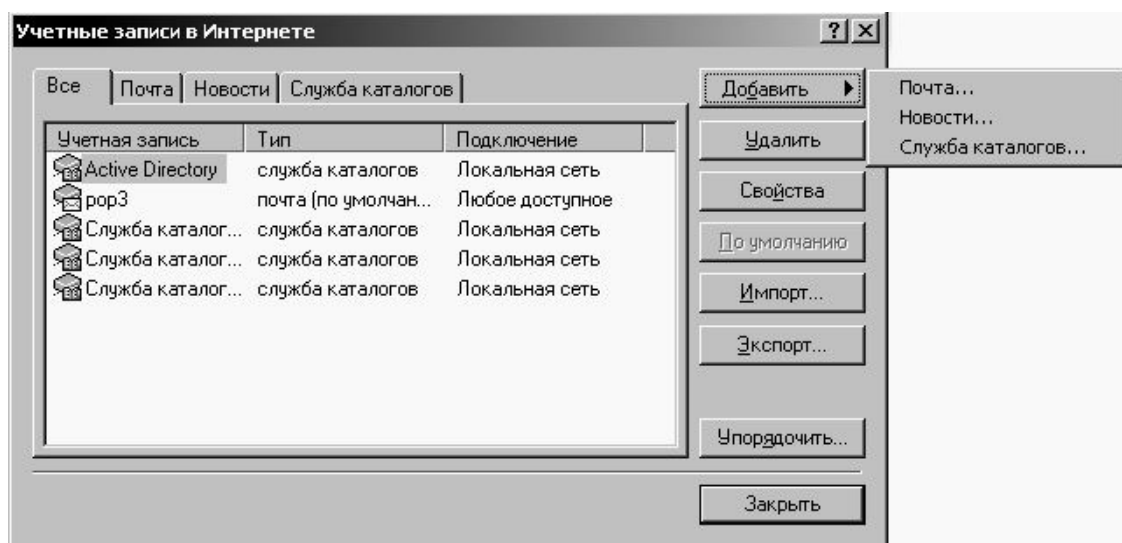 Учетные записи в Интернете
Все Почта Новости Служба каталогов
Добавить
Почта...
Новости...
Служба каталогов...
Учетная запись Тип Подключение
Удалить
Active Directory служба каталогов Локальная сеть
pop3 почта (по умолчан... Любое доступное
Свойства
Служба каталог... служба каталогов Локальная сеть
По умолчанию
Служба каталог... служба каталогов Локальная сеть
Служба каталог... служба каталогов Локальная сеть
Импорт...
Экспорт...
Упорядочить...
Закрыть